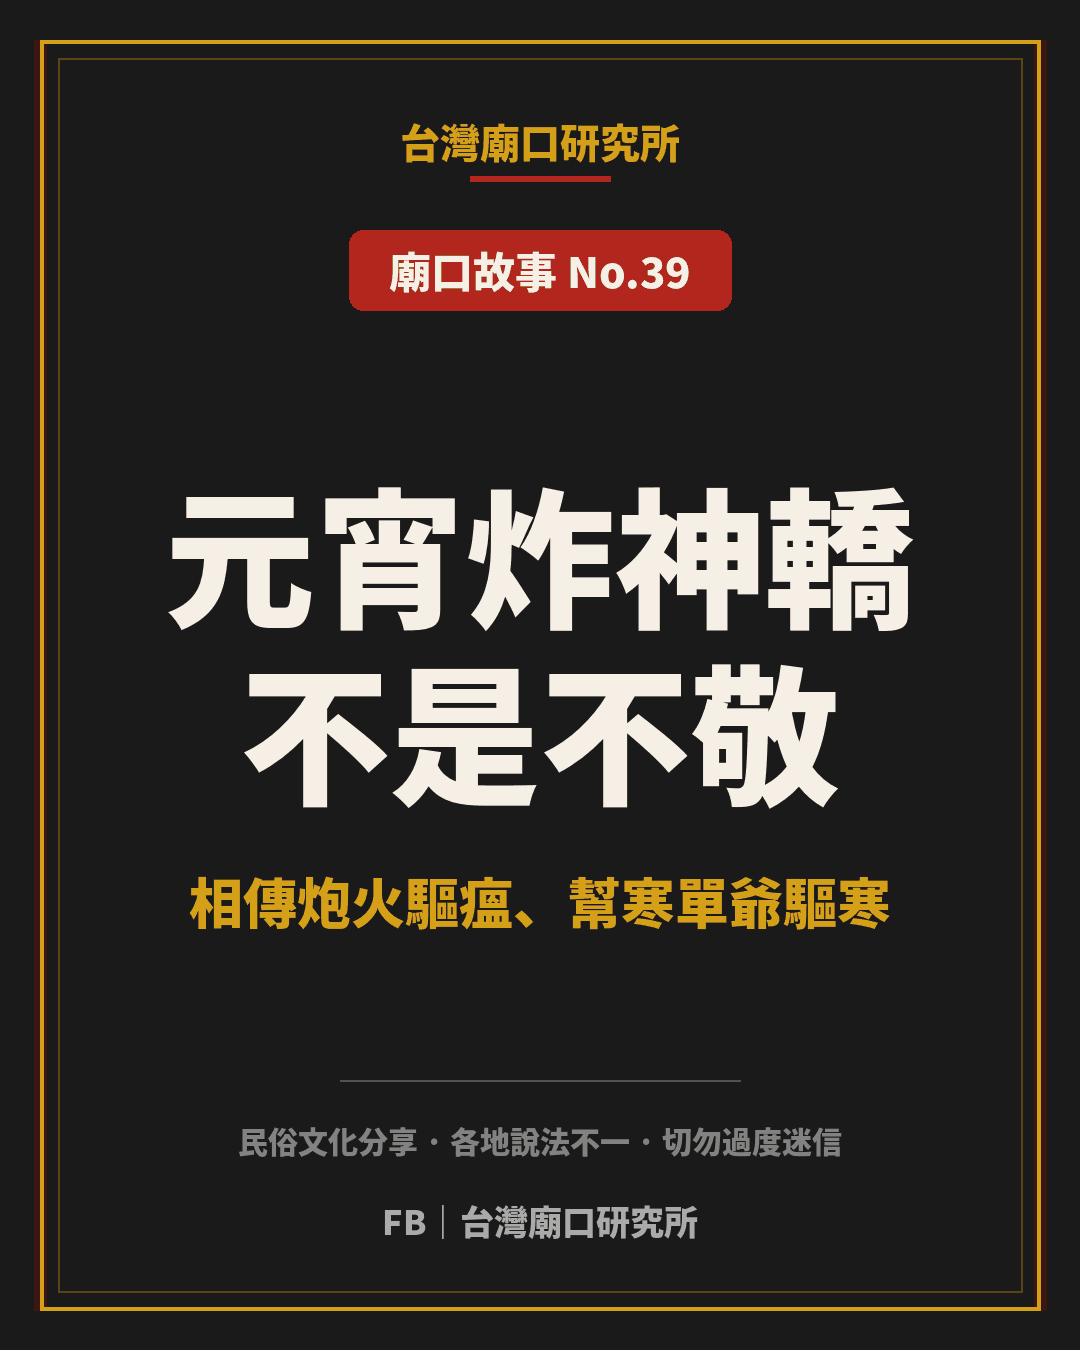 台灣廟口研究所
廟口故事 No.39
元宵炸神轎
不是不敬
相傳炮火驅瘟、幫寒單爺驅寒
民俗文化分享・各地說法不一・切勿過度迷信
FB｜台灣廟口研究所